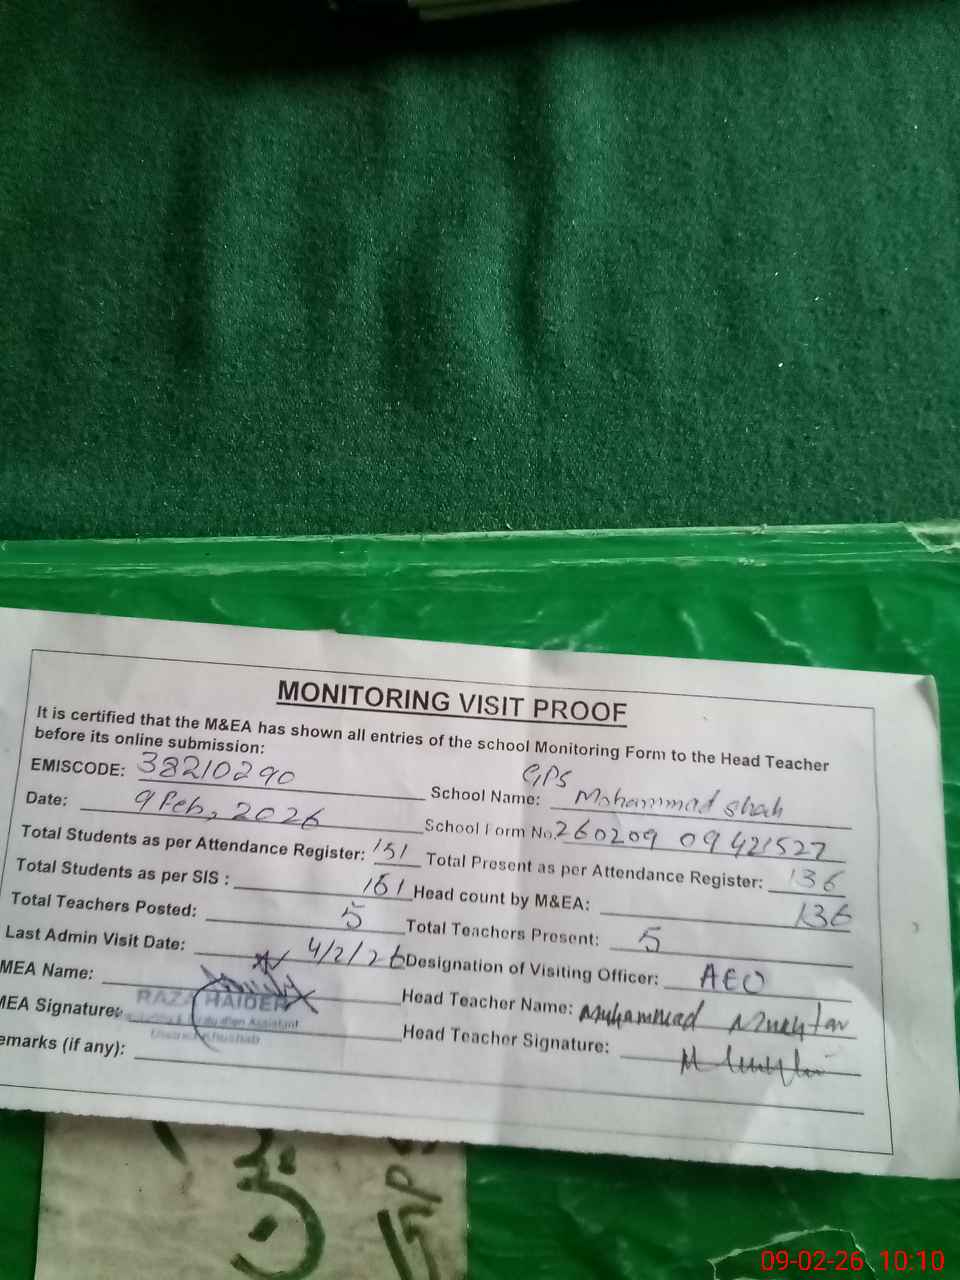 MONITORING VISIT PROOF
It is certified that the M&EA has shown all entries of the school Monitoring Form to the Head Teacher
before its online submission:
EMISCODE: 38210290 School Name: GPS Mohammad Shah
Date: 9 Feb, 2026 School Form No. 260209 09421527
Total Students as per Attendance Register: 151 Total Present as per Attendance Register: 136
Total Students as per SIS : 161 Head count by M&EA: 136
Total Teachers Posted: 5 Total Teachers Present: 5
Last Admin Visit Date: 4/2/26 Designation of Visiting Officer: AEO
MEA Name: Head Teacher Name: Muhammad
RAZA HAIDER
MEA Signature: Head Teacher Signature:
Assistant
emarks (if any):
GPS
09-02-26 10:10